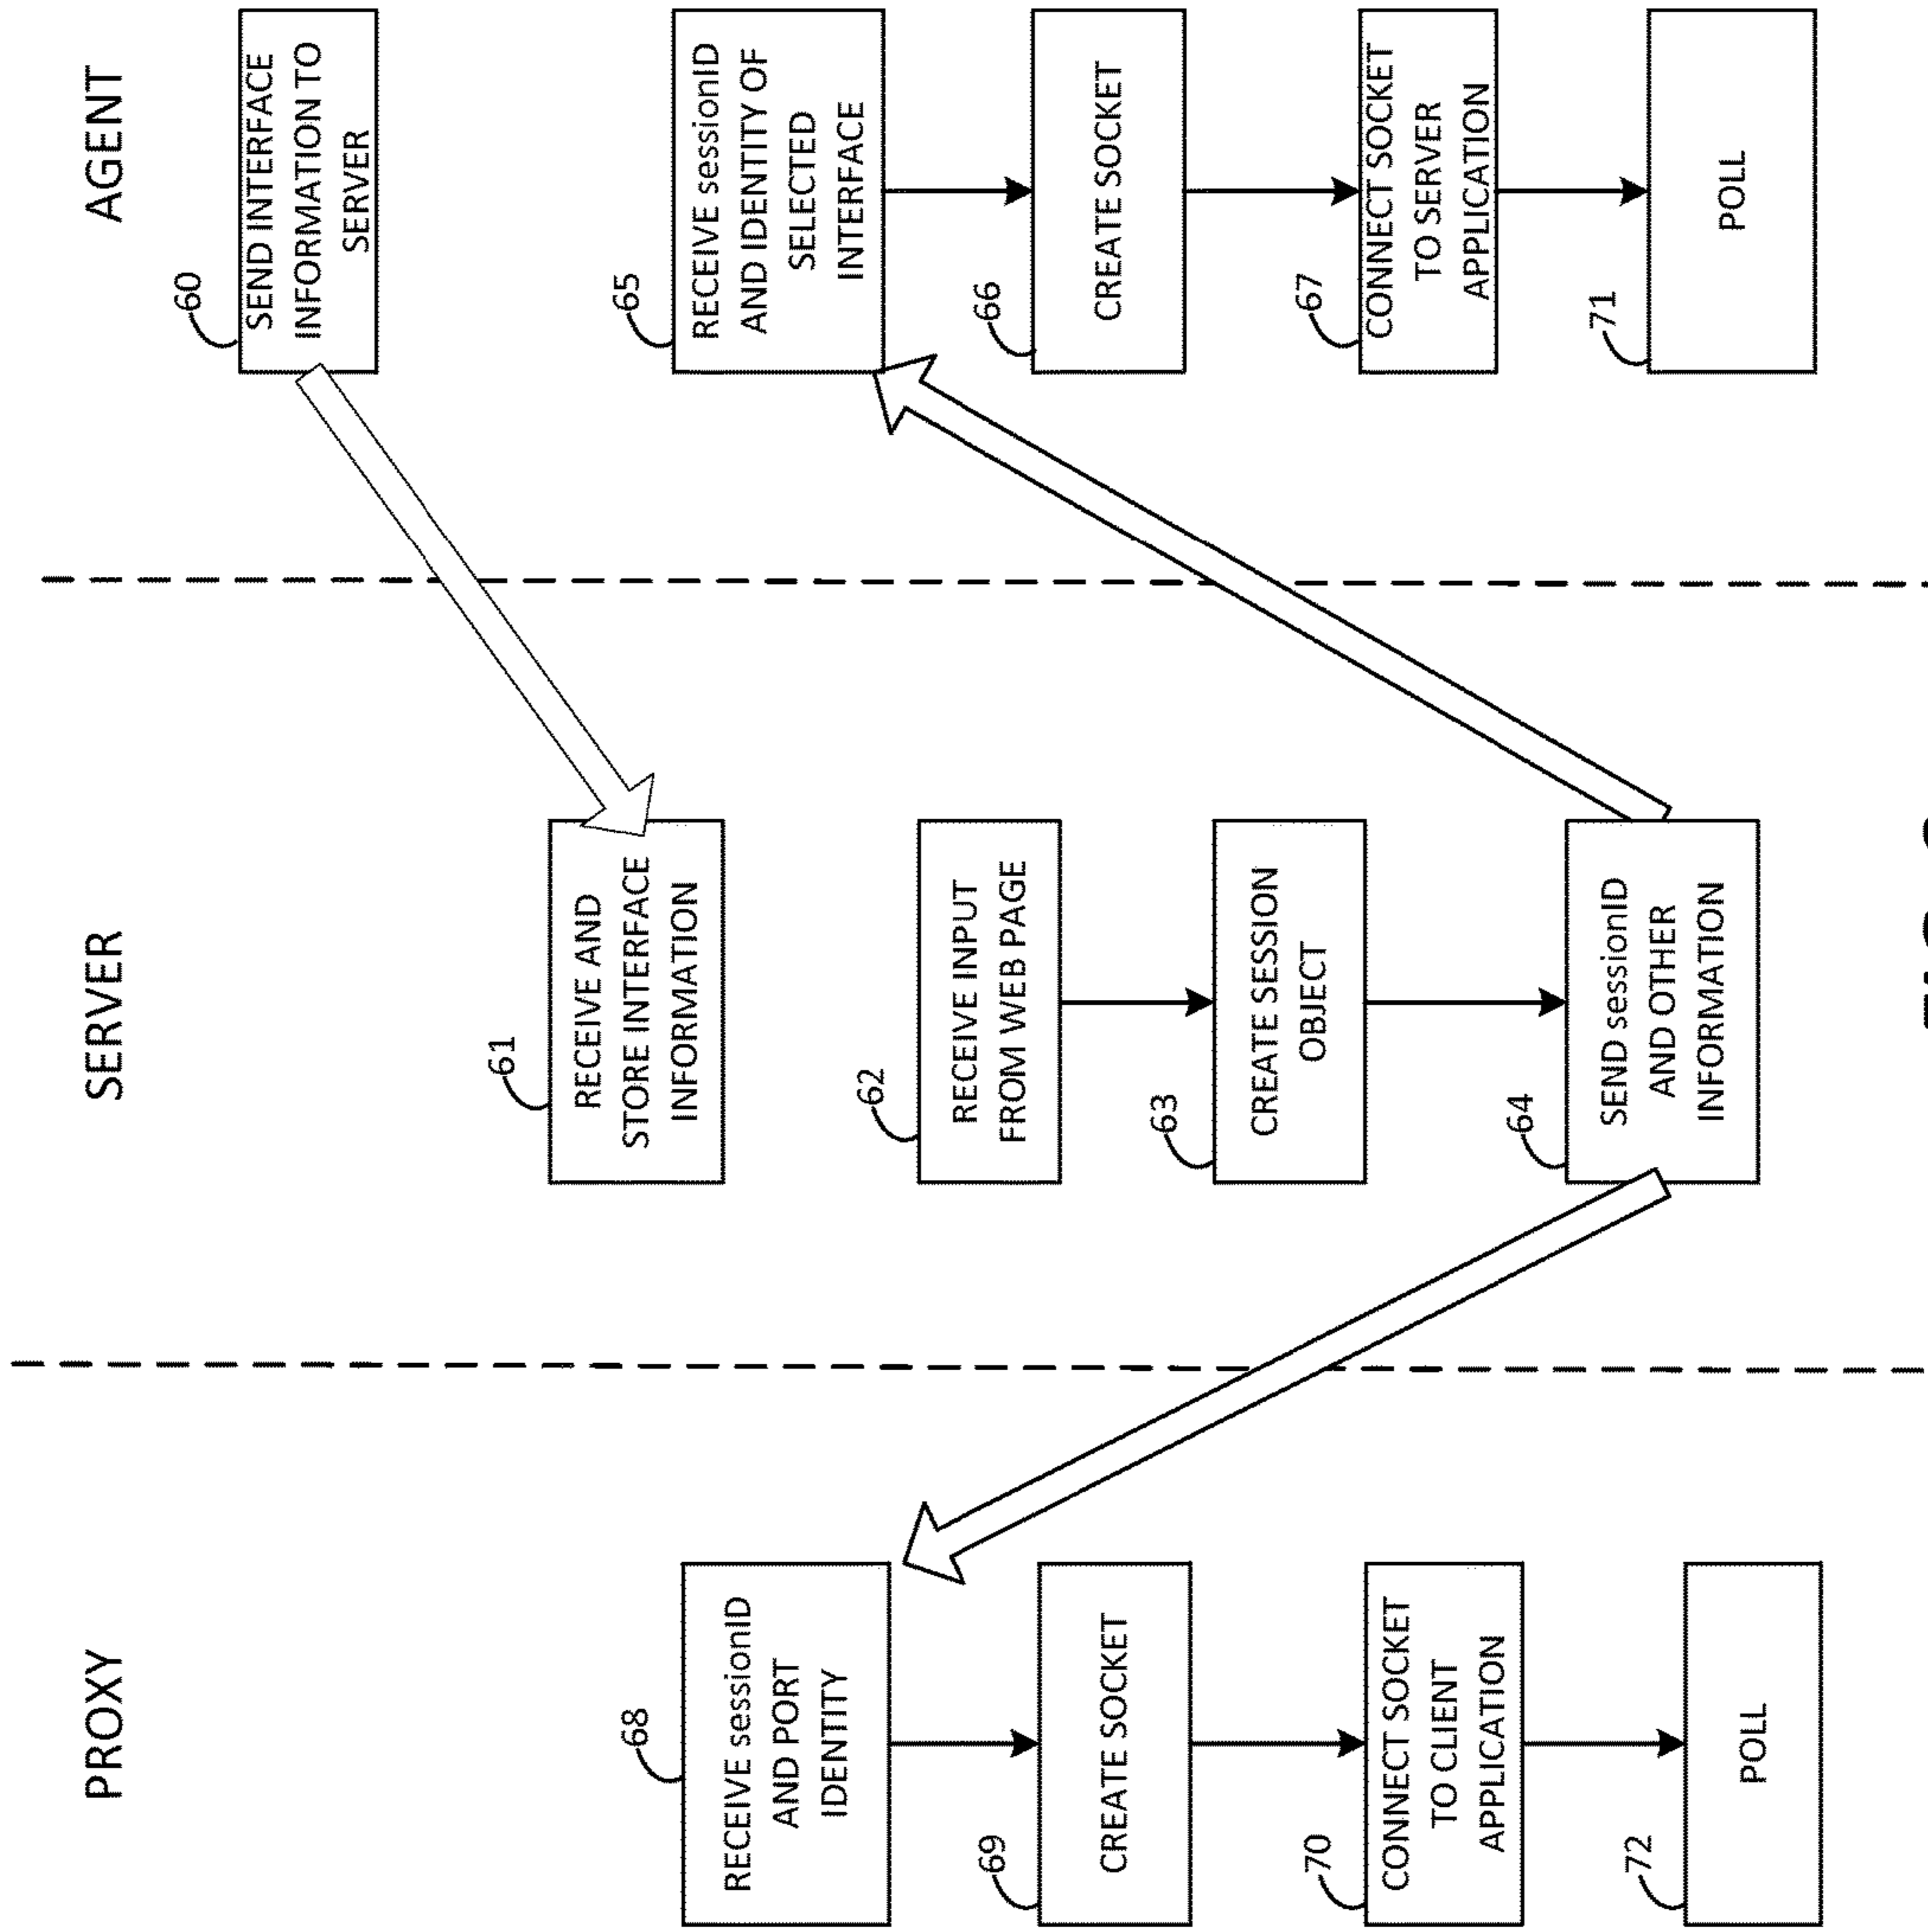 PROXY
SERVER
AGENT
60
SEND INTERFACE
INFORMATION TO
SERVER
61
RECEIVE AND
STORE INTERFACE
INFORMATION
62
RECEIVE INPUT
FROM WEB PAGE
63
CREATE SESSION
OBJECT
64
SEND sessionID
AND OTHER
INFORMATION
65
RECEIVE sessionID
AND IDENTITY OF
SELECTED
INTERFACE
66
CREATE SOCKET
67
CONNECT SOCKET
TO SERVER
APPLICATION
71
POLL
68
RECEIVE sessionID
AND PORT
IDENTITY
69
CREATE SOCKET
70
CONNECT SOCKET
TO CLIENT
APPLICATION
72
POLL